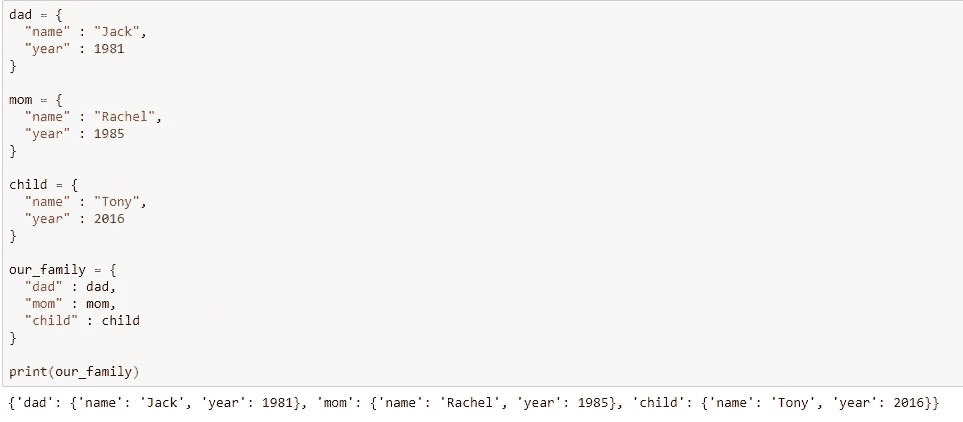 dad = {
  "name" : "Jack",
  "year" : 1981
}
mom = {
  "name" : "Rachel",
  "year" : 1985
}
child = {
  "name" : "Tony",
  "year" : 2016
}
our_family = {
  "dad" : dad,
  "mom" : mom,
  "child" : child
}
print(our_family)
{'dad': {'name': 'Jack', 'year': 1981}, 'mom': {'name': 'Rachel', 'year': 1985}, 'child': {'name': 'Tony', 'year': 2016}}